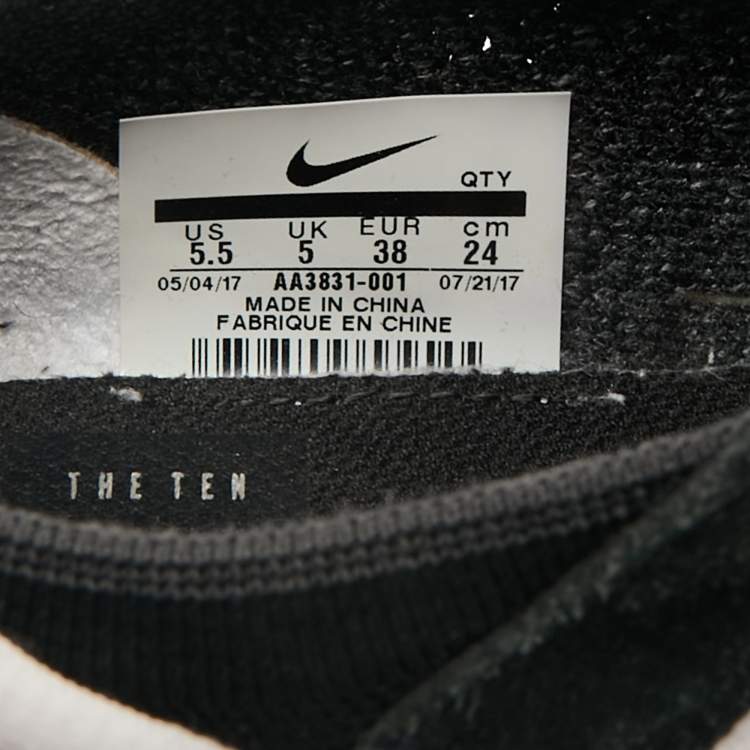 QTY
US UK EUR cm
5.5 5 38 24
05/04/17 AA3831-001 07/21/17
MADE IN CHINA
FABRIQUE EN CHINE
THE TEN